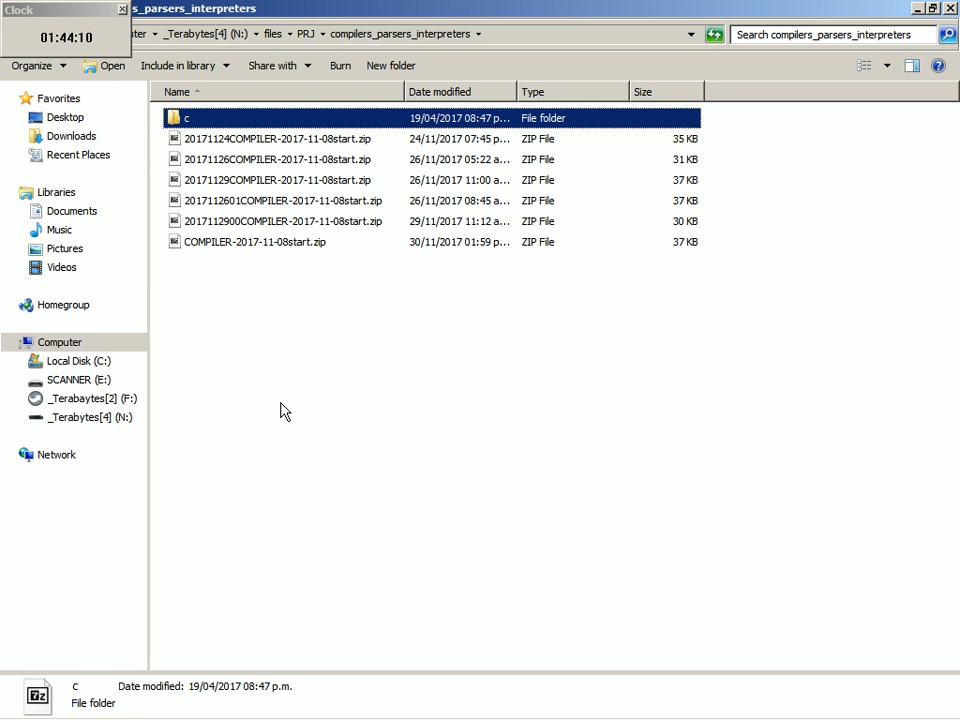 Clock
s_parsers_interpreters
01:44:10
ter _Terabytes[4] (N:) files PRJ compilers_parsers_interpreters
Search compilers_parsers_interpreters
Organize Open Include in library Share with Burn New folder
Name Date modified Type Size
Favorites
Desktop
Downloads
Recent Places
Libraries
Documents
Music
Pictures
Videos
Homegroup
Computer
Local Disk (C:)
SCANNER (E:)
_Terabaytes[2] (F:)
_Terabytes[4] (N:)
Network
c 19/04/2017 08:47 p... File folder
20171124COMPILER-2017-11-08start.zip 24/11/2017 07:45 p... ZIP File 35 KB
20171126COMPILER-2017-11-08start.zip 26/11/2017 05:22 a... ZIP File 31 KB
20171129COMPILER-2017-11-08start.zip 26/11/2017 11:00 a... ZIP File 37 KB
2017112601COMPILER-2017-11-08start.zip 26/11/2017 08:45 a... ZIP File 37 KB
2017112900COMPILER-2017-11-08start.zip 29/11/2017 11:12 a... ZIP File 30 KB
COMPILER-2017-11-08start.zip 30/11/2017 01:59 p... ZIP File 37 KB
7z
c Date modified: 19/04/2017 08:47 p.m.
File folder